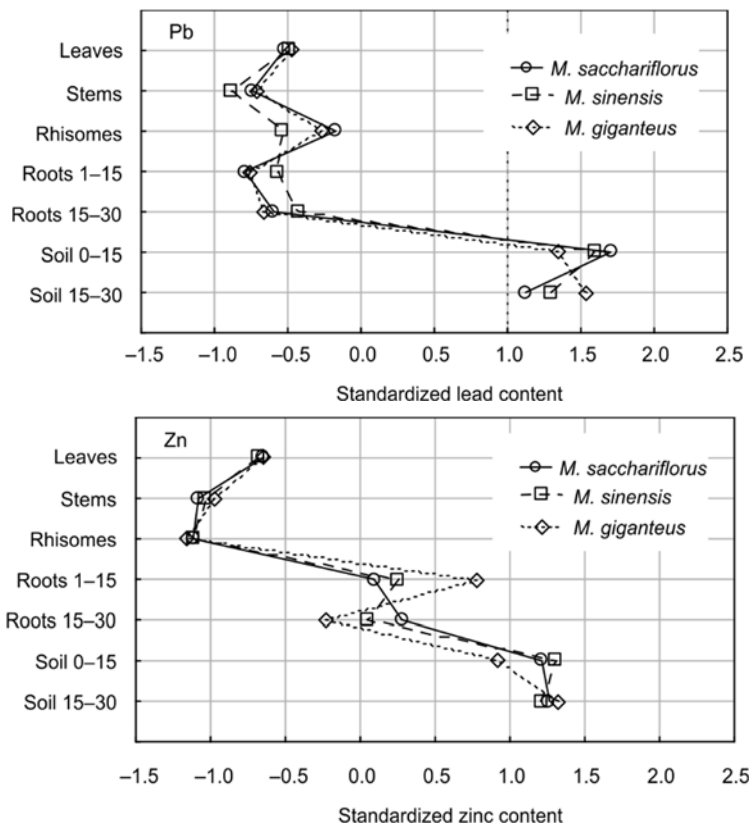 Pb
Leaves
Stems
Rhisomes
Roots 1–15
Roots 15–30
Soil 0–15
Soil 15–30
M. sacchariflorus
M. sinensis
M. giganteus
–1.5 –1.0 –0.5 0.0 0.5 1.0 1.5 2.0 2.5
Standardized lead content
Zn
Leaves
Stems
Rhisomes
Roots 1–15
Roots 15–30
Soil 0–15
Soil 15–30
M. sacchariflorus
M. sinensis
M. giganteus
–1.5 –1.0 –0.5 0.0 0.5 1.0 1.5 2.0 2.5
Standardized zinc content